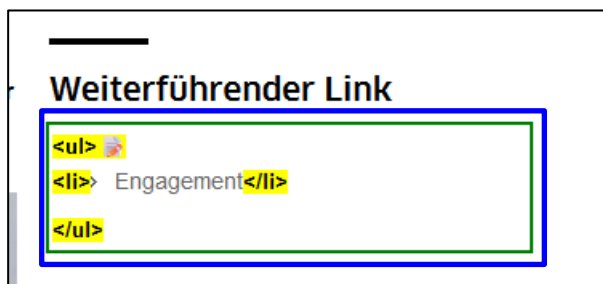 Weiterführender Link
<ul>
<li>› Engagement</li>
</ul>